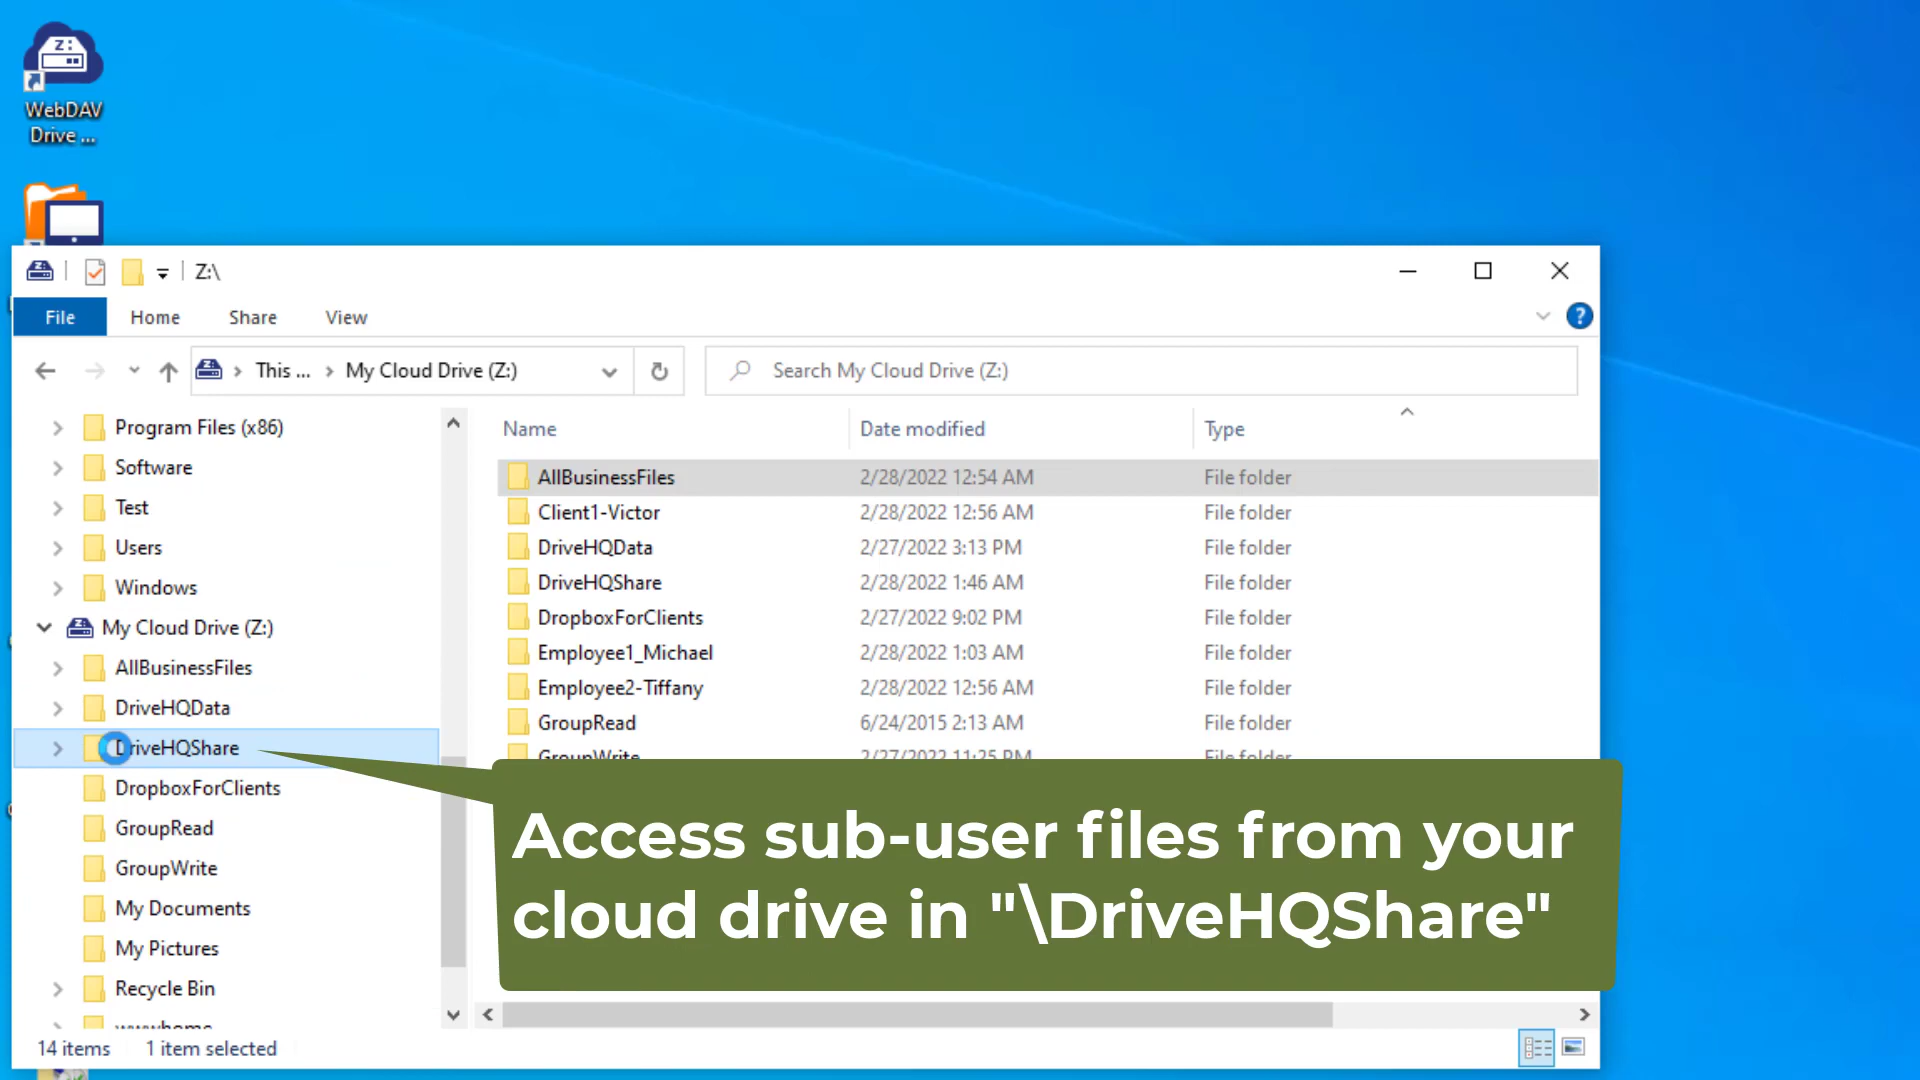 Z:
WebDAV
Drive ...
Z:\
File
Home
Share
View
?
This ...
My Cloud Drive (Z:)
Search My Cloud Drive (Z:)
Program Files (x86)
Software
Test
Users
Windows
My Cloud Drive (Z:)
AllBusinessFiles
DriveHQData
DriveHQShare
DropboxForClients
GroupRead
GroupWrite
My Documents
My Pictures
Recycle Bin
wwwhome
Name Date modified Type
AllBusinessFiles 2/28/2022 12:54 AM File folder
Client1-Victor 2/28/2022 12:56 AM File folder
DriveHQData 2/27/2022 3:13 PM File folder
DriveHQShare 2/28/2022 1:46 AM File folder
DropboxForClients 2/27/2022 9:02 PM File folder
Employee1_Michael 2/28/2022 1:03 AM File folder
Employee2-Tiffany 2/28/2022 12:56 AM File folder
GroupRead 6/24/2015 2:13 AM File folder
GroupWrite 2/27/2022 11:25 PM File folder
Access sub-user files from your
cloud drive in "\DriveHQShare"
14 items 1 item selected